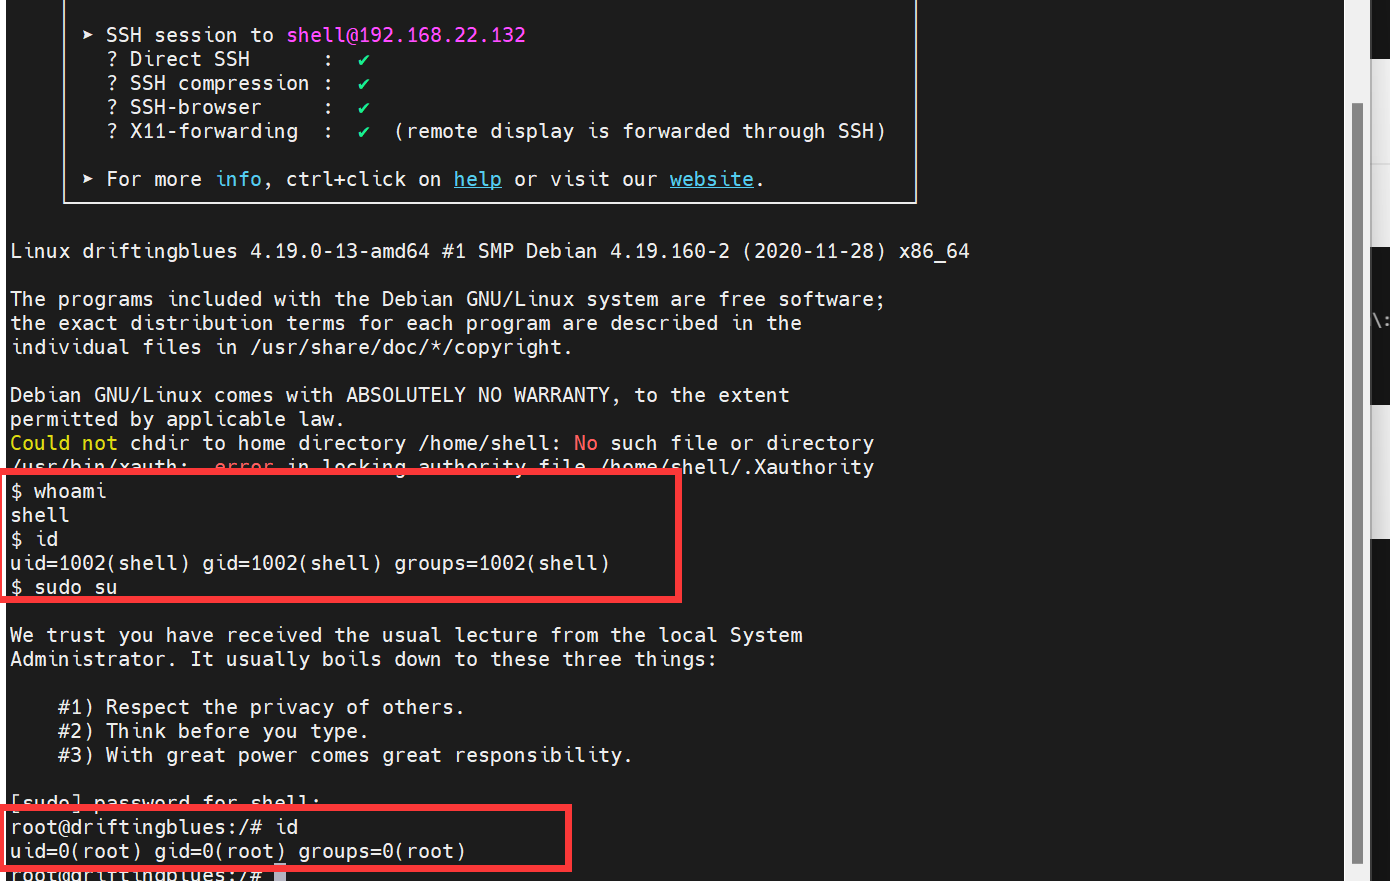 ➤ SSH session to shell@192.168.22.132
? Direct SSH : ✔
? SSH compression : ✔
? SSH-browser : ✔
? X11-forwarding : ✔ (remote display is forwarded through SSH)
➤ For more info, ctrl+click on help or visit our website.
Linux driftingblues 4.19.0-13-amd64 #1 SMP Debian 4.19.160-2 (2020-11-28) x86_64
The programs included with the Debian GNU/Linux system are free software;
the exact distribution terms for each program are described in the
individual files in /usr/share/doc/*/copyright.
Debian GNU/Linux comes with ABSOLUTELY NO WARRANTY, to the extent
permitted by applicable law.
Could not chdir to home directory /home/shell: No such file or directory
/usr/bin/xauth: error in locking authority file /home/shell/.Xauthority
$ whoami
shell
$ id
uid=1002(shell) gid=1002(shell) groups=1002(shell)
$ sudo su
We trust you have received the usual lecture from the local System
Administrator. It usually boils down to these three things:
#1) Respect the privacy of others.
#2) Think before you type.
#3) With great power comes great responsibility.
[sudo] password for shell:
root@driftingblues:/# id
uid=0(root) gid=0(root) groups=0(root)
root@driftingblues:/#
\: